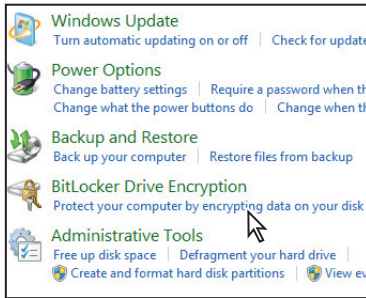 Windows Update
Turn automatic updating on or off Check for update
Power Options
Change battery settings Require a password when th
Change what the power buttons do Change when th
Backup and Restore
Back up your computer Restore files from backup
BitLocker Drive Encryption
Protect your computer by encrypting data on your disk
Administrative Tools
Free up disk space Defragment your hard drive
Create and format hard disk partitions View ev